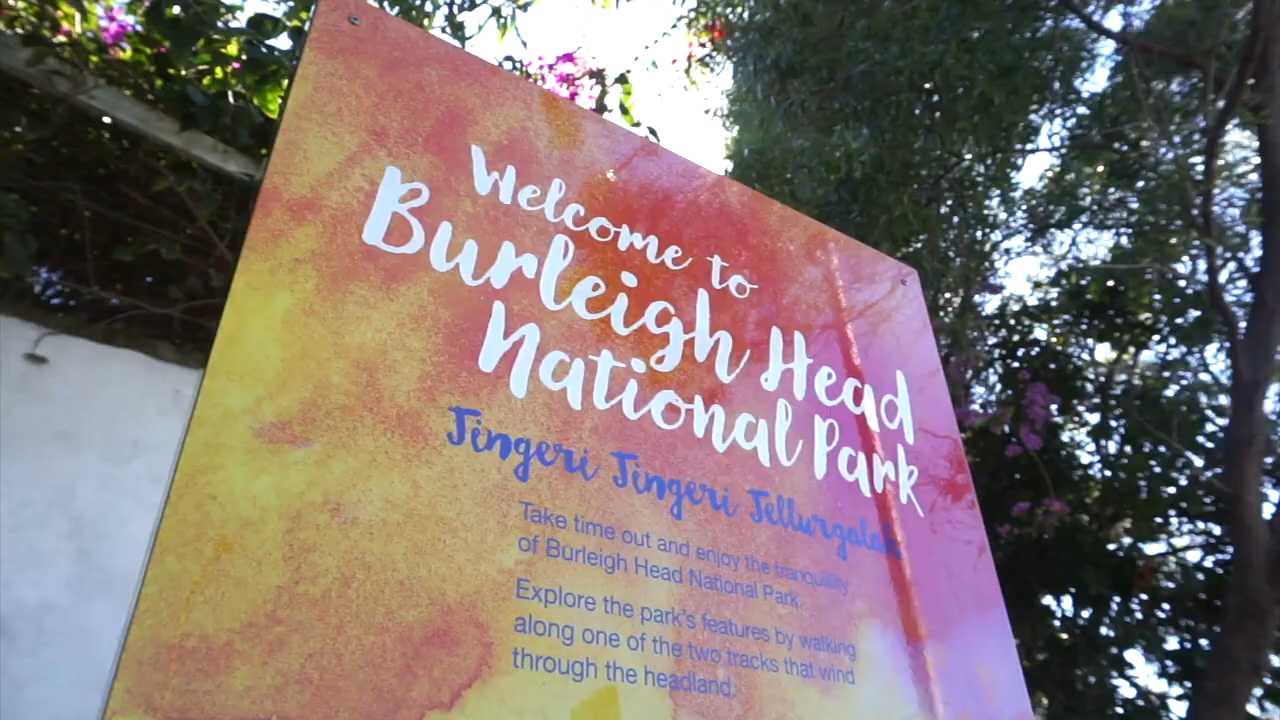 Welcome to
Burleigh Head
National Park
Jingeri Jingeri Jellurgalah
Take time out and enjoy the tranquility
of Burleigh Head National Park.
Explore the park's features by walking
along one of the two tracks that wind
through the headland.